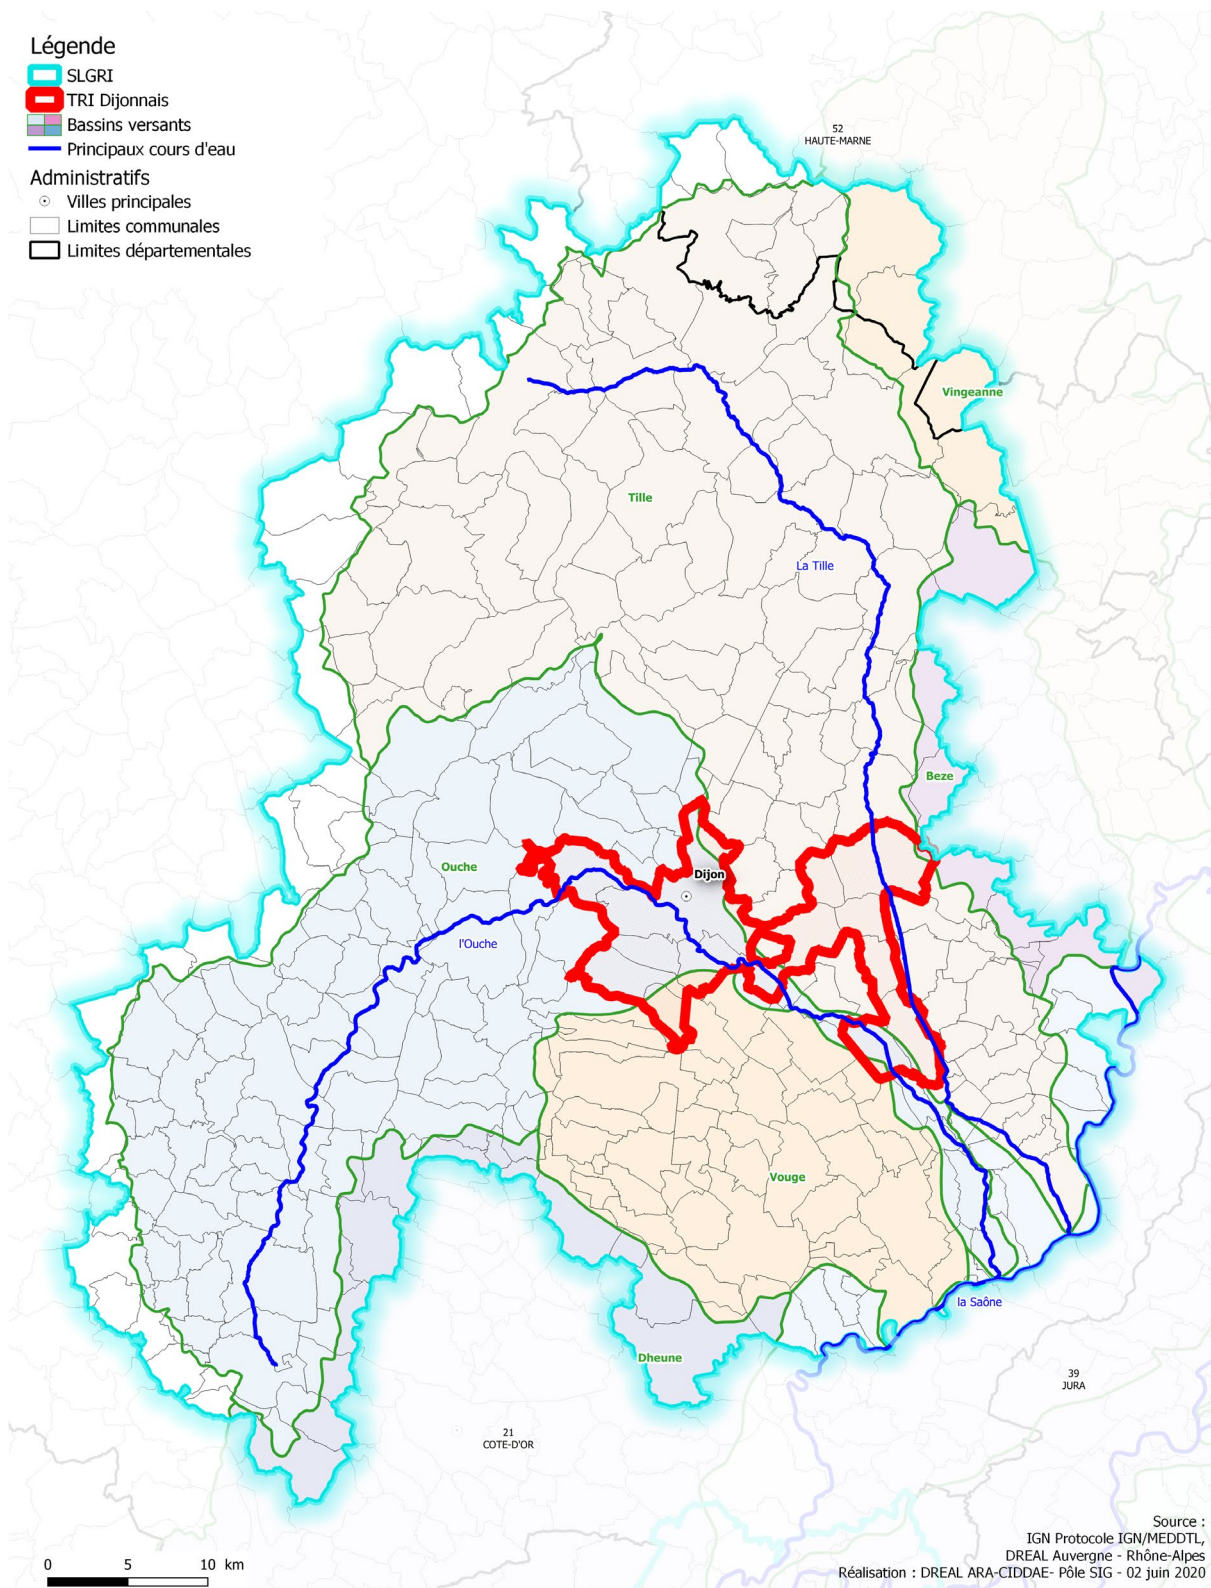 Légende
SLGRI
TRI Dijonnais
Bassins versants
Principaux cours d'eau
Administratifs
Villes principales
Limites communales
Limites départementales
52
HAUTE-MARNE
Vingeanne
Tille
La Tille
Beze
Ouche
Dijon
l'Ouche
Vouge
la Saône
Dheune
39
JURA
21
COTE-D'OR
Source :
IGN Protocole IGN/MEDDTL,
DREAL Auvergne - Rhône-Alpes
Réalisation : DREAL ARA-CIDDAE- Pôle SIG - 02 juin 2020
0 5 10 km